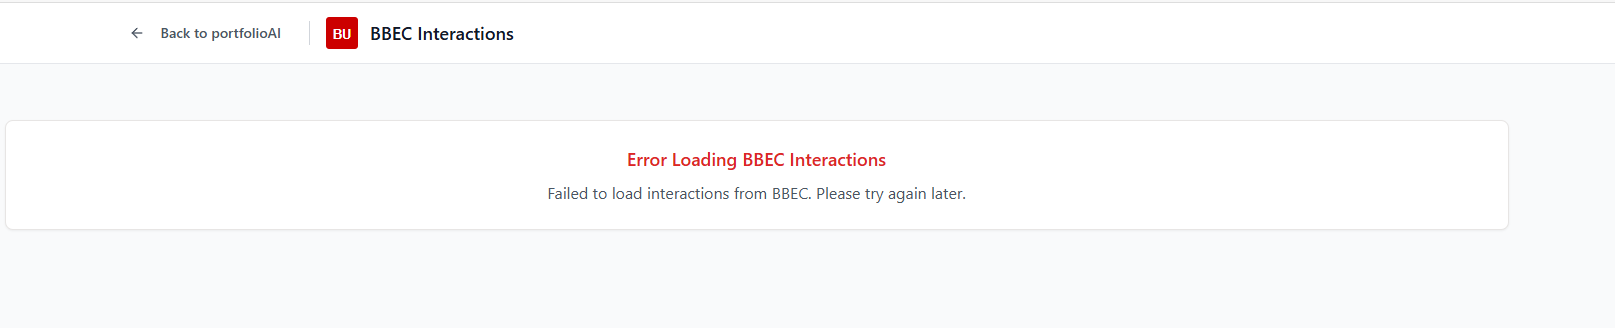 Back to portfolioAI
BU
BBEC Interactions
Error Loading BBEC Interactions
Failed to load interactions from BBEC. Please try again later.